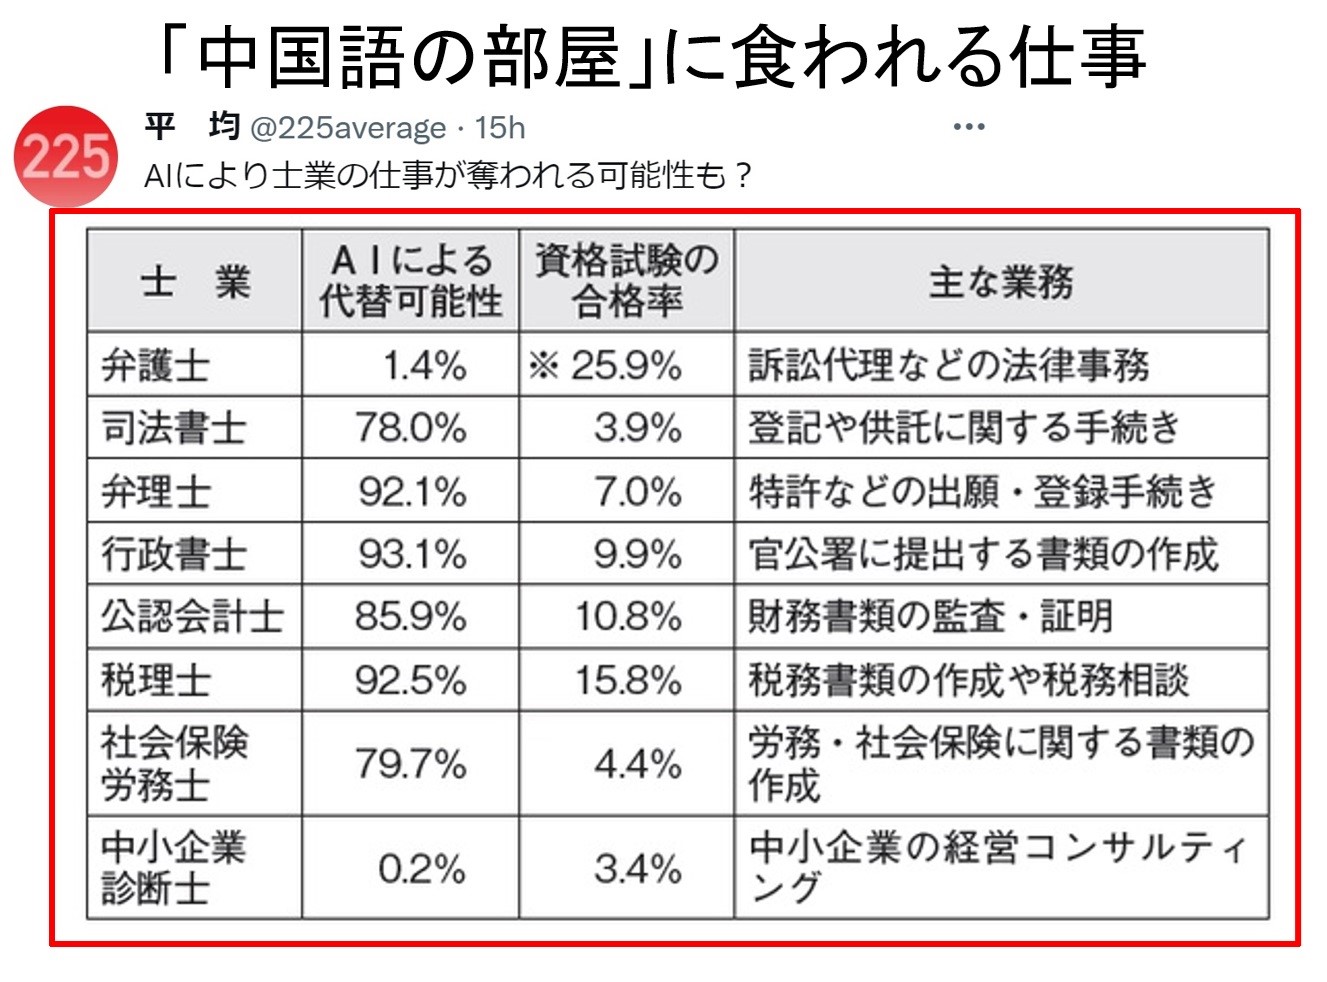 「中国語の部屋」に食われる仕事
225
平　均 @225average · 15h
AIにより士業の仕事が奪われる可能性も？
士　業
ＡＩによる
代替可能性
資格試験の
合格率
主な業務
弁護士 1.4% ※ 25.9% 訴訟代理などの法律事務
司法書士 78.0% 3.9% 登記や供託に関する手続き
弁理士 92.1% 7.0% 特許などの出願・登録手続き
行政書士 93.1% 9.9% 官公署に提出する書類の作成
公認会計士 85.9% 10.8% 財務書類の監査・証明
税理士 92.5% 15.8% 税務書類の作成や税務相談
社会保険
労務士
79.7%
4.4%
労務・社会保険に関する書類の
作成
中小企業
診断士
0.2%
3.4%
中小企業の経営コンサルティ
ング